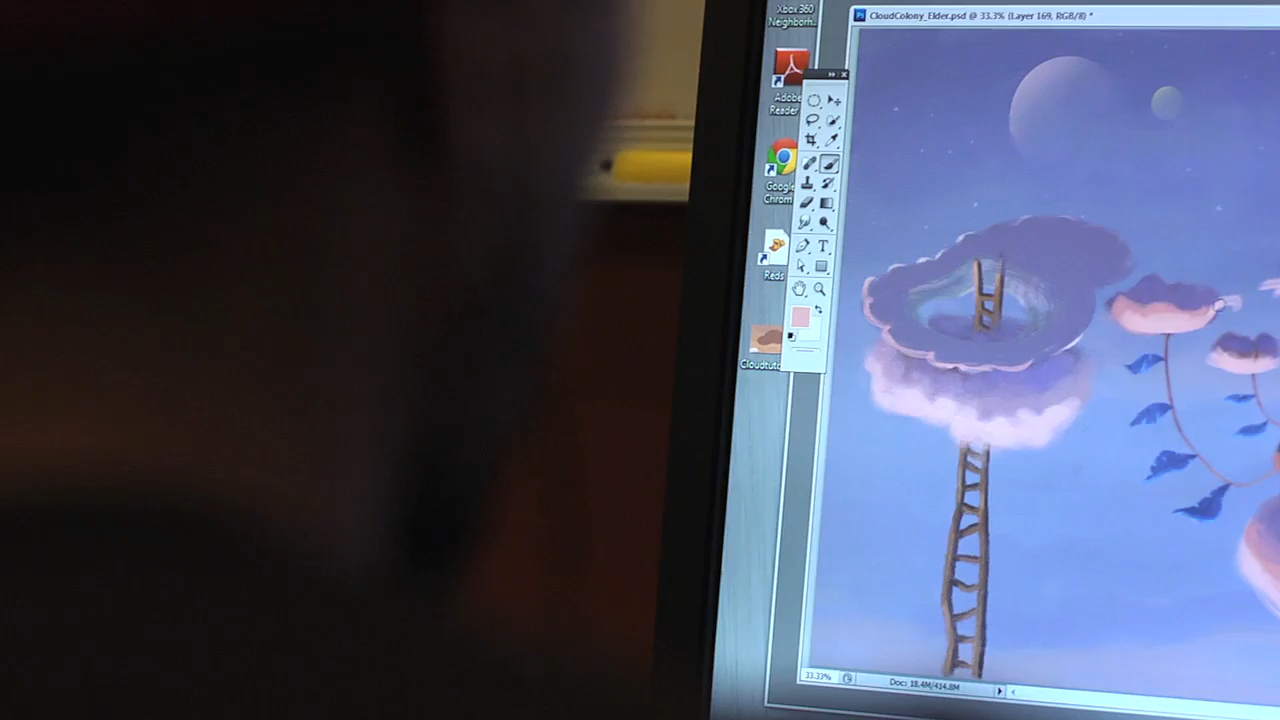 Xbox 360
Neighborh...
CloudColony_Elder.psd @ 33.3% (Layer 169, RGB/8) *
Adobe
Reader
Google
Chrom
Reds
Cloudtuto
T
33.33%
Doc: 18.4M/414.8M